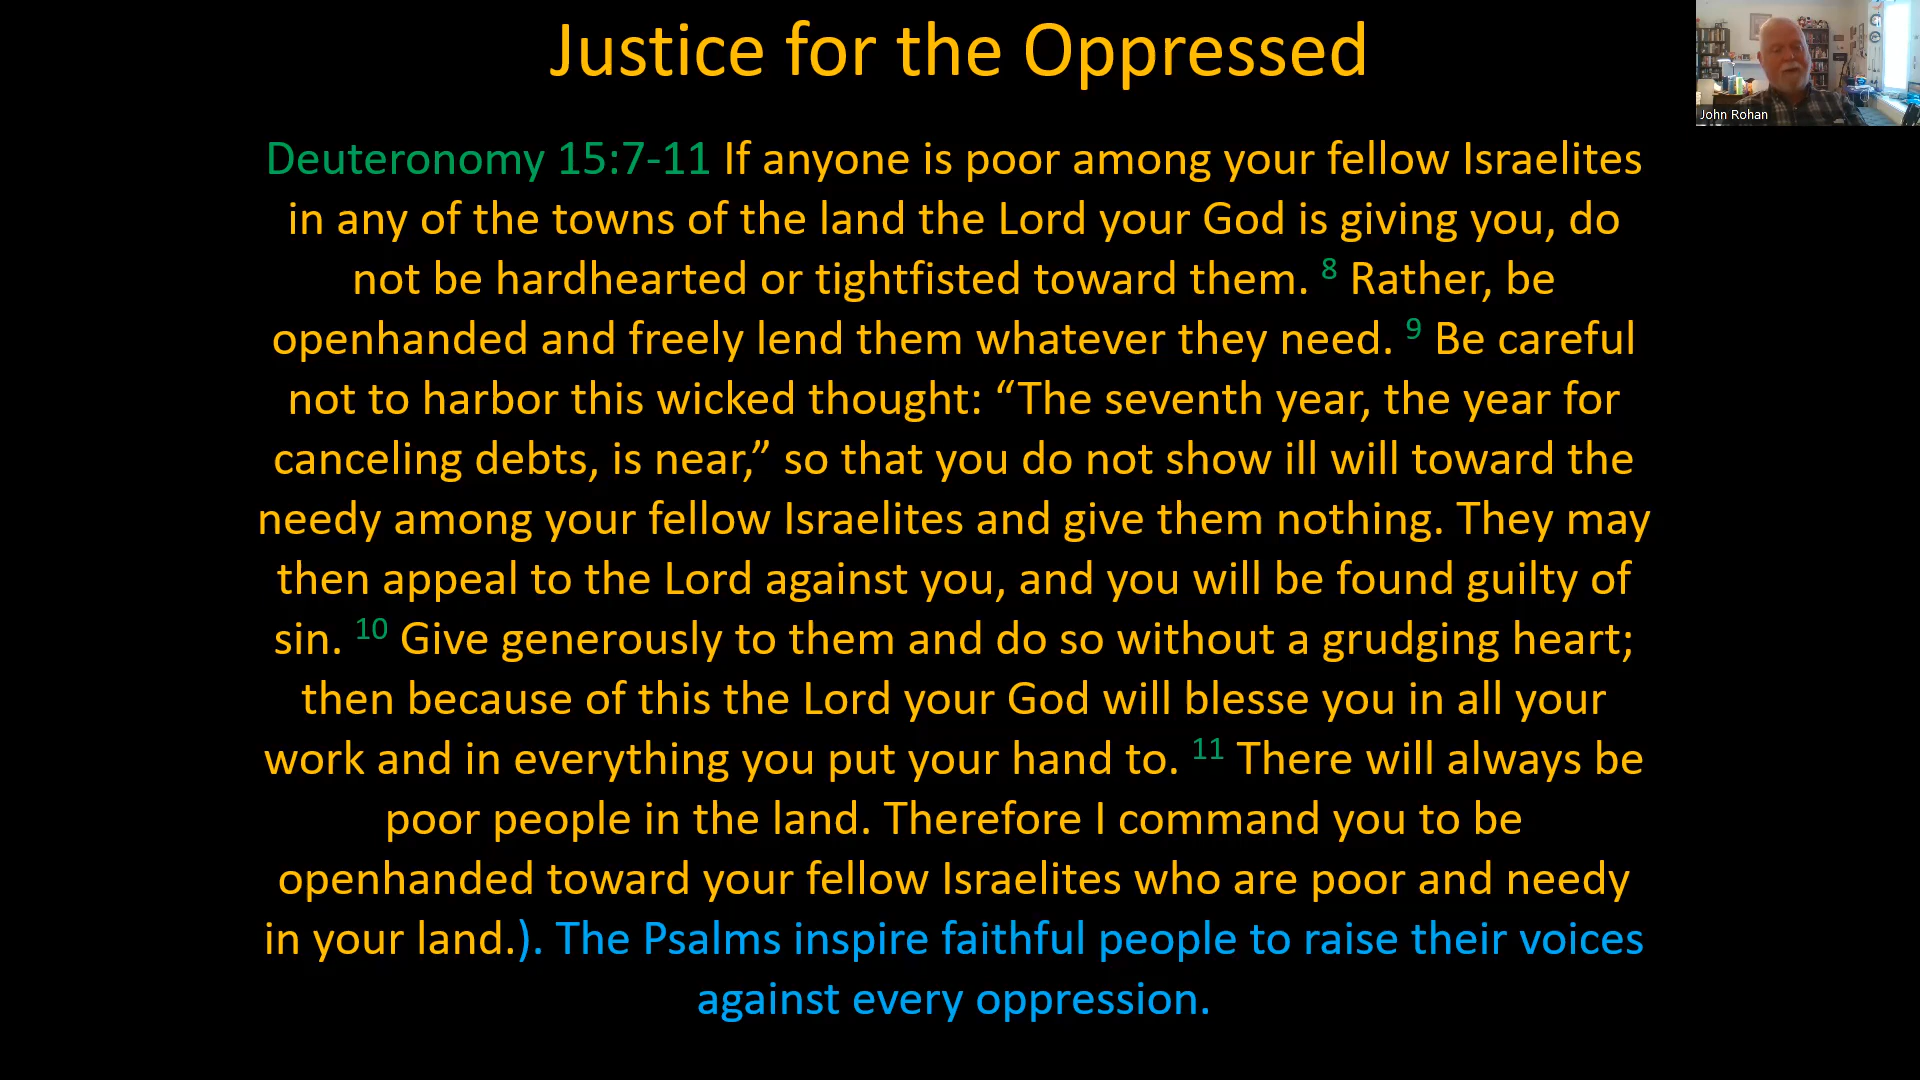 Justice for the Oppressed
John Rohan
Deuteronomy 15:7-11 If anyone is poor among your fellow Israelites
in any of the towns of the land the Lord your God is giving you, do
not be hardhearted or tightfisted toward them. 8 Rather, be
openhanded and freely lend them whatever they need. 9 Be careful
not to harbor this wicked thought: “The seventh year, the year for
canceling debts, is near,” so that you do not show ill will toward the
needy among your fellow Israelites and give them nothing. They may
then appeal to the Lord against you, and you will be found guilty of
sin. 10 Give generously to them and do so without a grudging heart;
then because of this the Lord your God will blesse you in all your
work and in everything you put your hand to. 11 There will always be
poor people in the land. Therefore I command you to be
openhanded toward your fellow Israelites who are poor and needy
in your land.). The Psalms inspire faithful people to raise their voices
against every oppression.